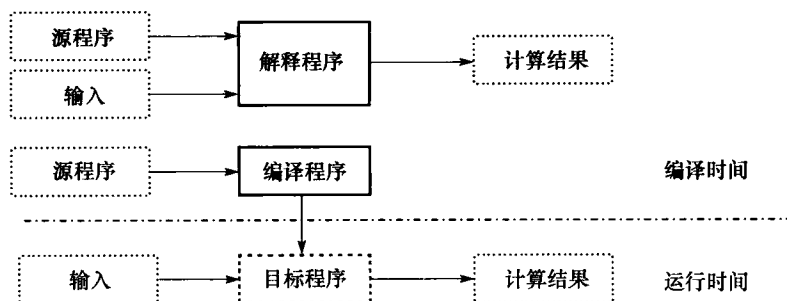 源程序
解释程序
计算结果
输入
源程序
编译程序
编译时间
输入
目标程序
计算结果
运行时间